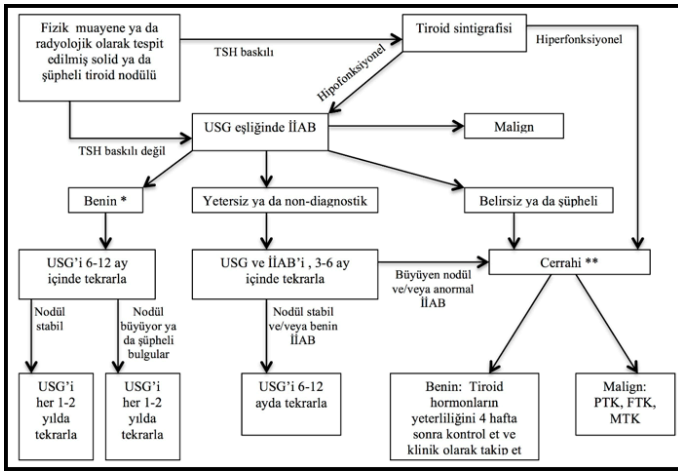 Fizik muayene ya da
radyolojik olarak tespit
edilmiş solid ya da
şüpheli tiroid nodülü
TSH baskılı
Tiroid sintigrafisi
Hiperfonksiyonel
Hipofonksiyonel
TSH baskılı değil
USG eşliğinde İİAB
Malign
Benin *
Yetersiz ya da non-diagnostik
Belirsiz ya da şüpheli
USG'i 6-12 ay
içinde tekrarla
USG ve İİAB'i , 3-6 ay
içinde tekrarla
Büyüyen nodül
ve/veya anormal
İİAB
Cerrahi **
Nodül
stabil
Nodül
büyüyor ya
da şüpheli
bulgular
Nodül stabil
ve/veya benin
İİAB
USG'i
her 1-2
yılda
tekrarla
USG'i
her 1-2
yılda
tekrarla
USG'i 6-12
ayda tekrarla
Benin: Tiroid
hormonların
yeterliliğini 4 hafta
sonra kontrol et ve
klinik olarak takip et
Malign:
PTK, FTK,
MTK